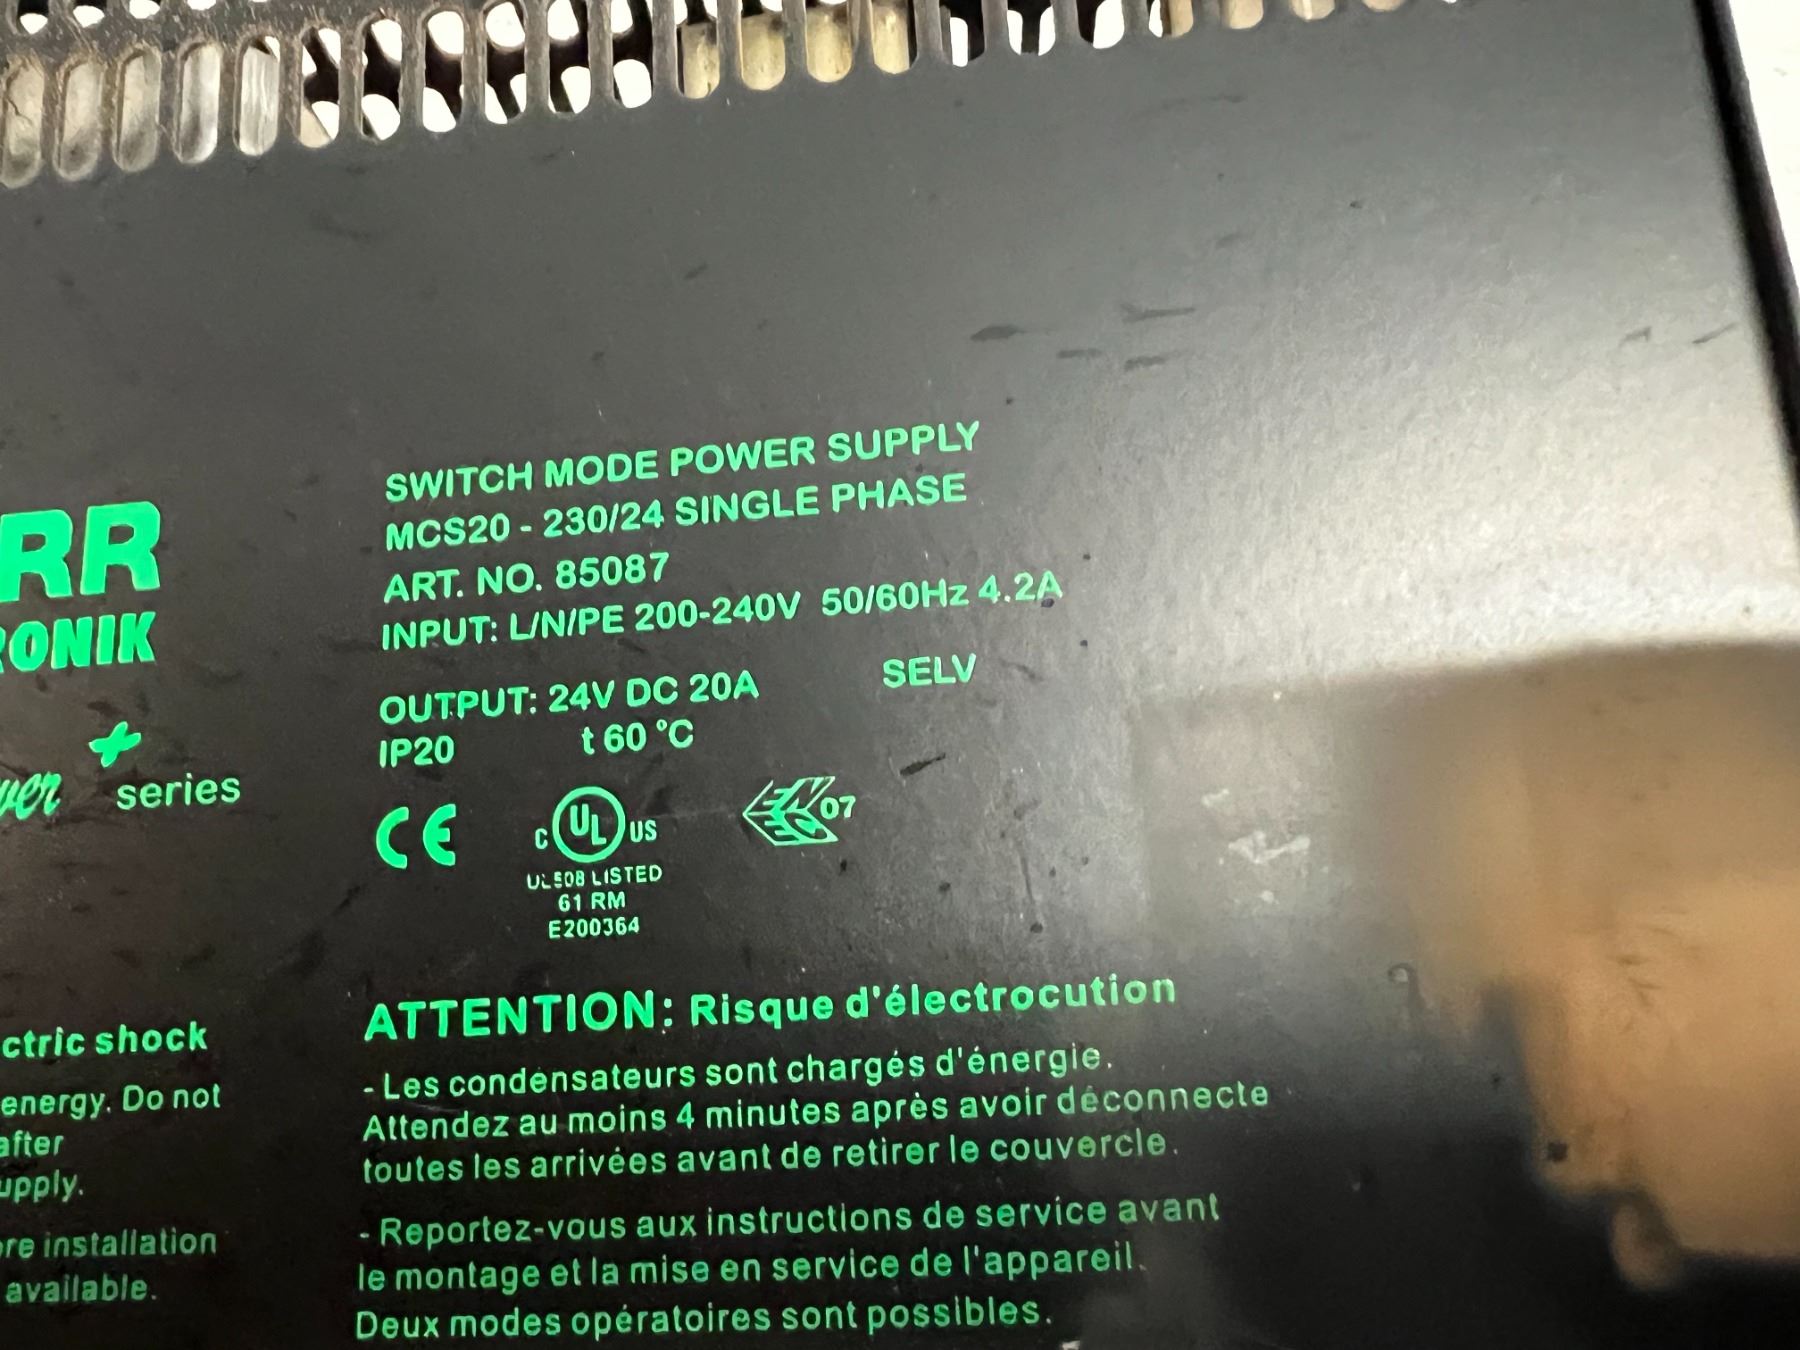 RR
RONIK
+
series
SWITCH MODE POWER SUPPLY
MCS20 - 230/24 SINGLE PHASE
ART. NO. 85087
INPUT: L/N/PE 200-240V 50/60Hz 4.2A
OUTPUT: 24V DC 20A SELV
IP20 t 60 °C
CE
C UL US
UL508 LISTED
61 RM
E200364
07
ctric shock
energy. Do not
after
upply.
re installation
available.
ATTENTION: Risque d'électrocution
- Les condensateurs sont chargés d'énergie.
Attendez au moins 4 minutes après avoir déconnecte
toutes les arrivées avant de retirer le couvercle.
- Reportez-vous aux instructions de service avant
le montage et la mise en service de l'appareil.
Deux modes opératoires sont possibles.